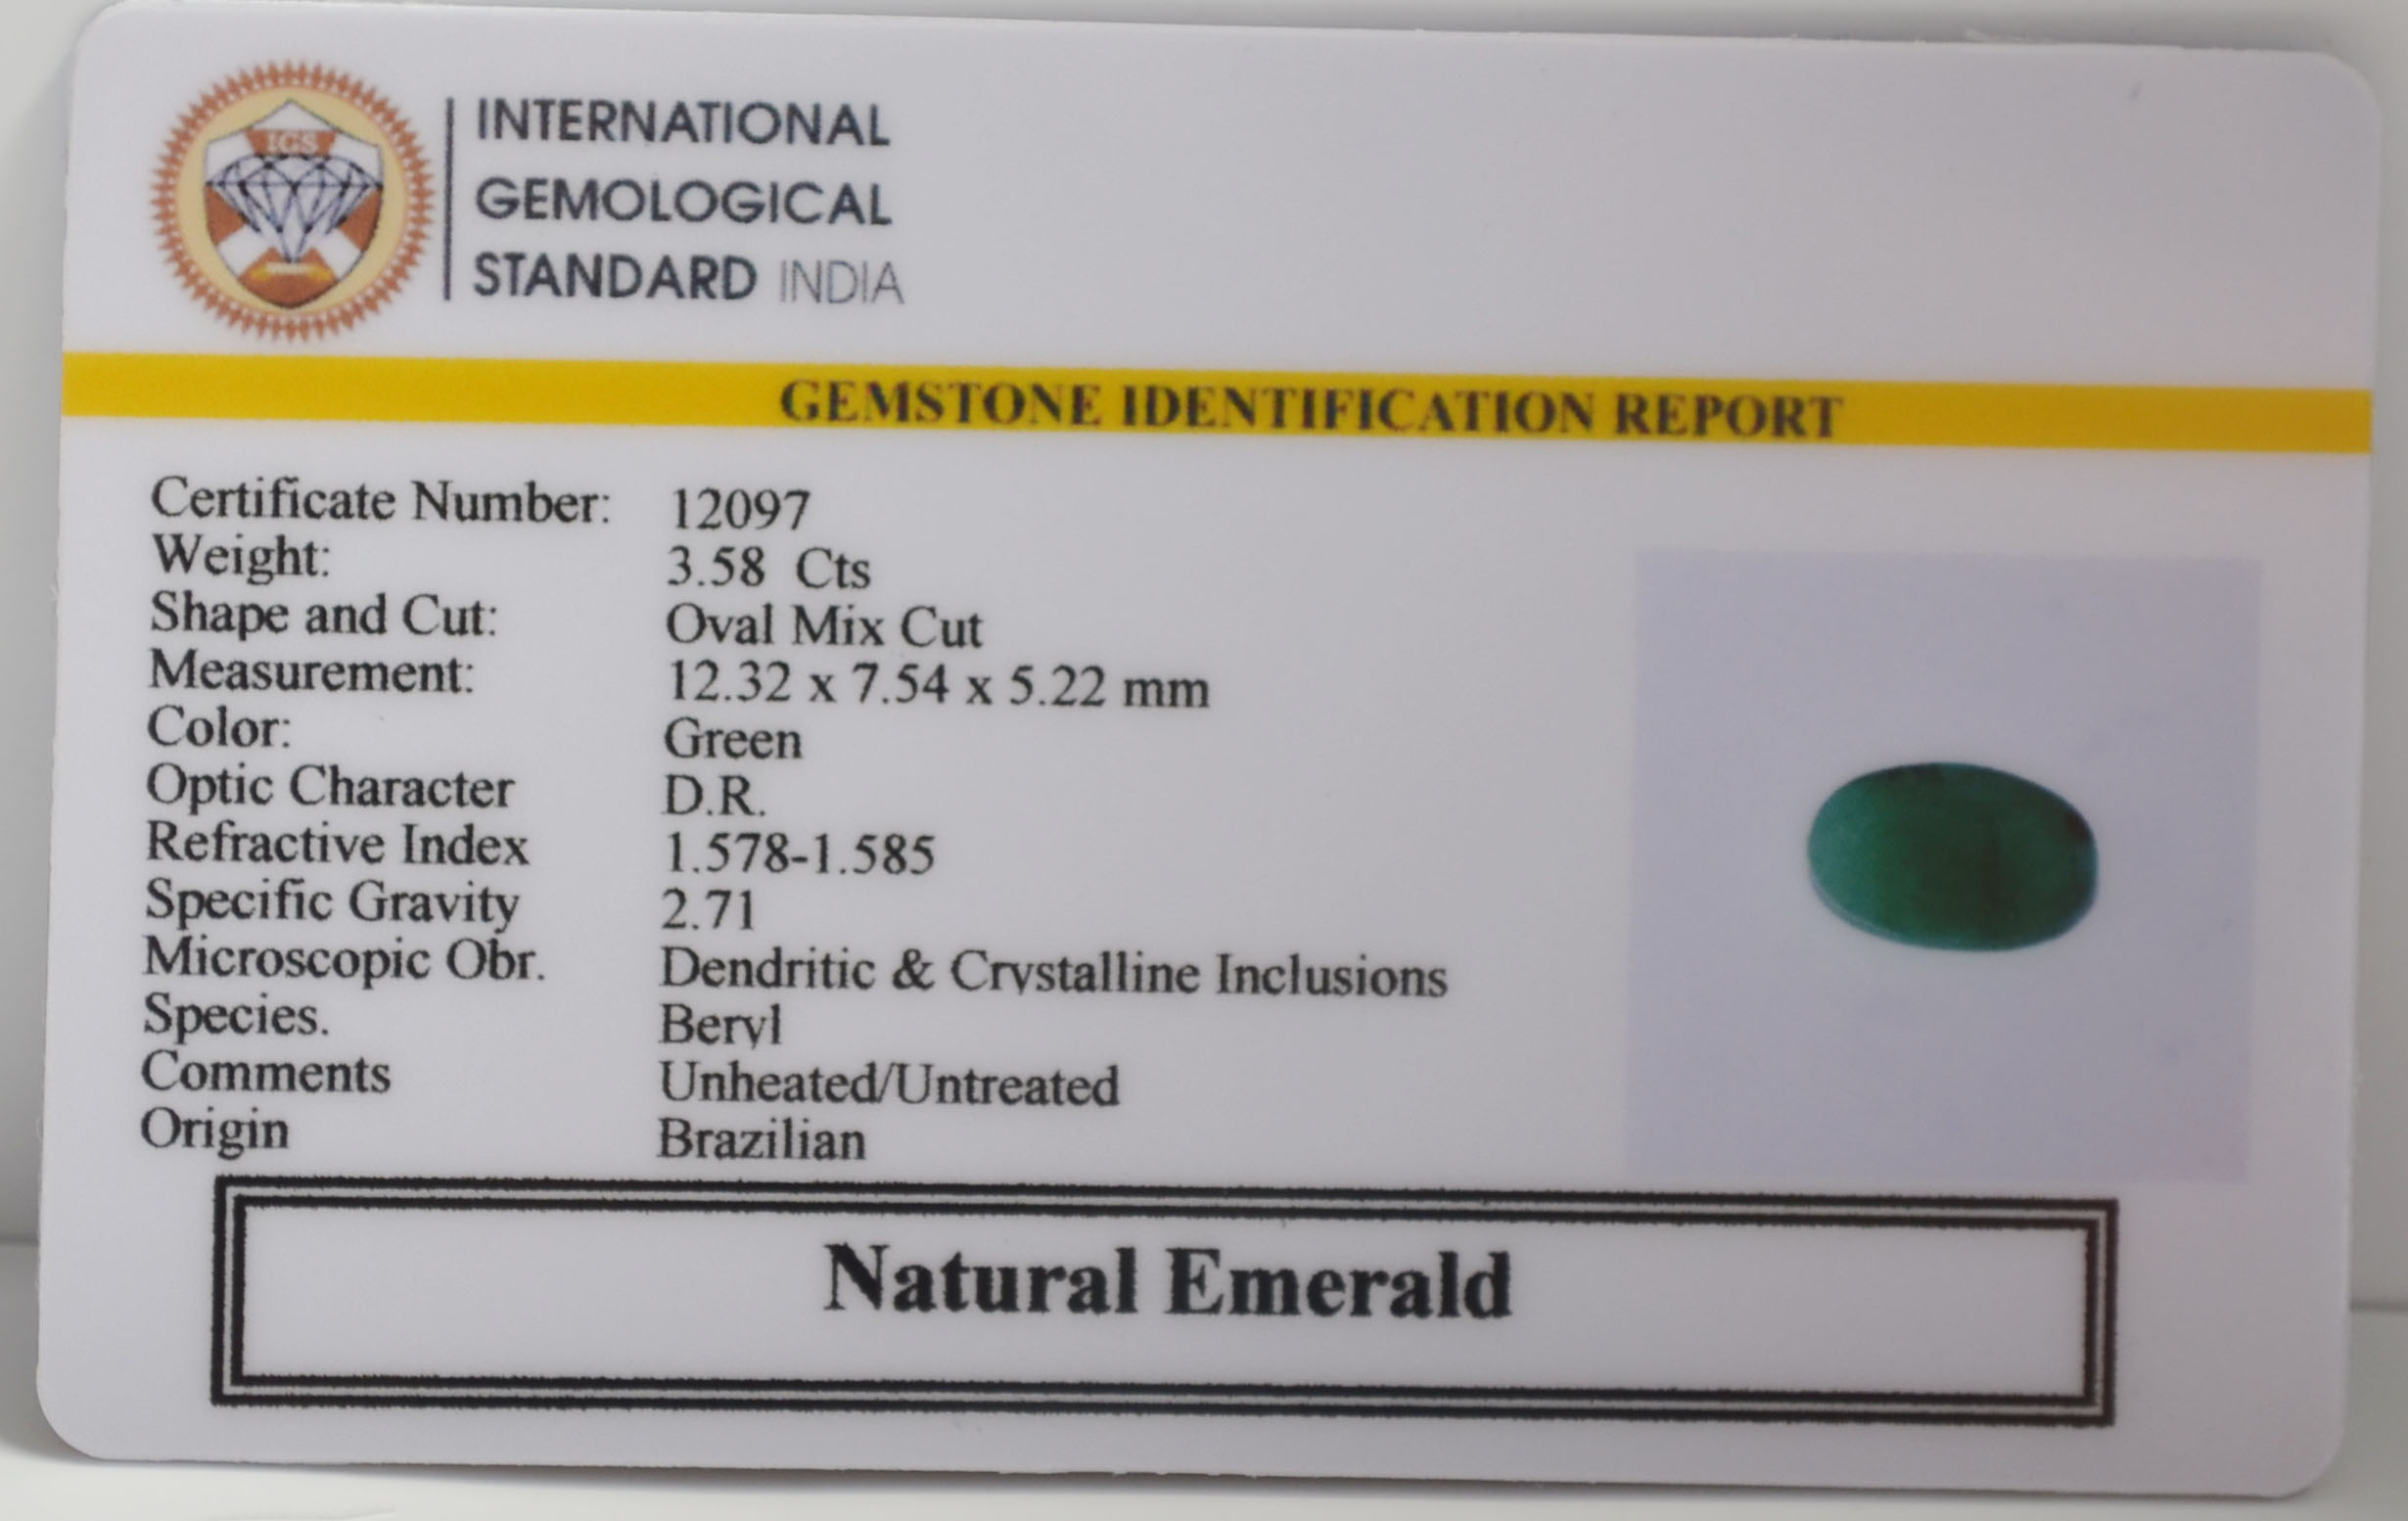 IGS
INTERNATIONAL
GEMOLOGICAL
STANDARD INDIA
GEMSTONE IDENTIFICATION REPORT
Certificate Number: 12097
Weight: 3.58 Cts
Shape and Cut: Oval Mix Cut
Measurement: 12.32 x 7.54 x 5.22 mm
Color: Green
Optic Character D.R.
Refractive Index 1.578-1.585
Specific Gravity 2.71
Microscopic Obr. Dendritic & Crystalline Inclusions
Species. Beryl
Comments Unheated/Untreated
Origin Brazilian
Natural Emerald